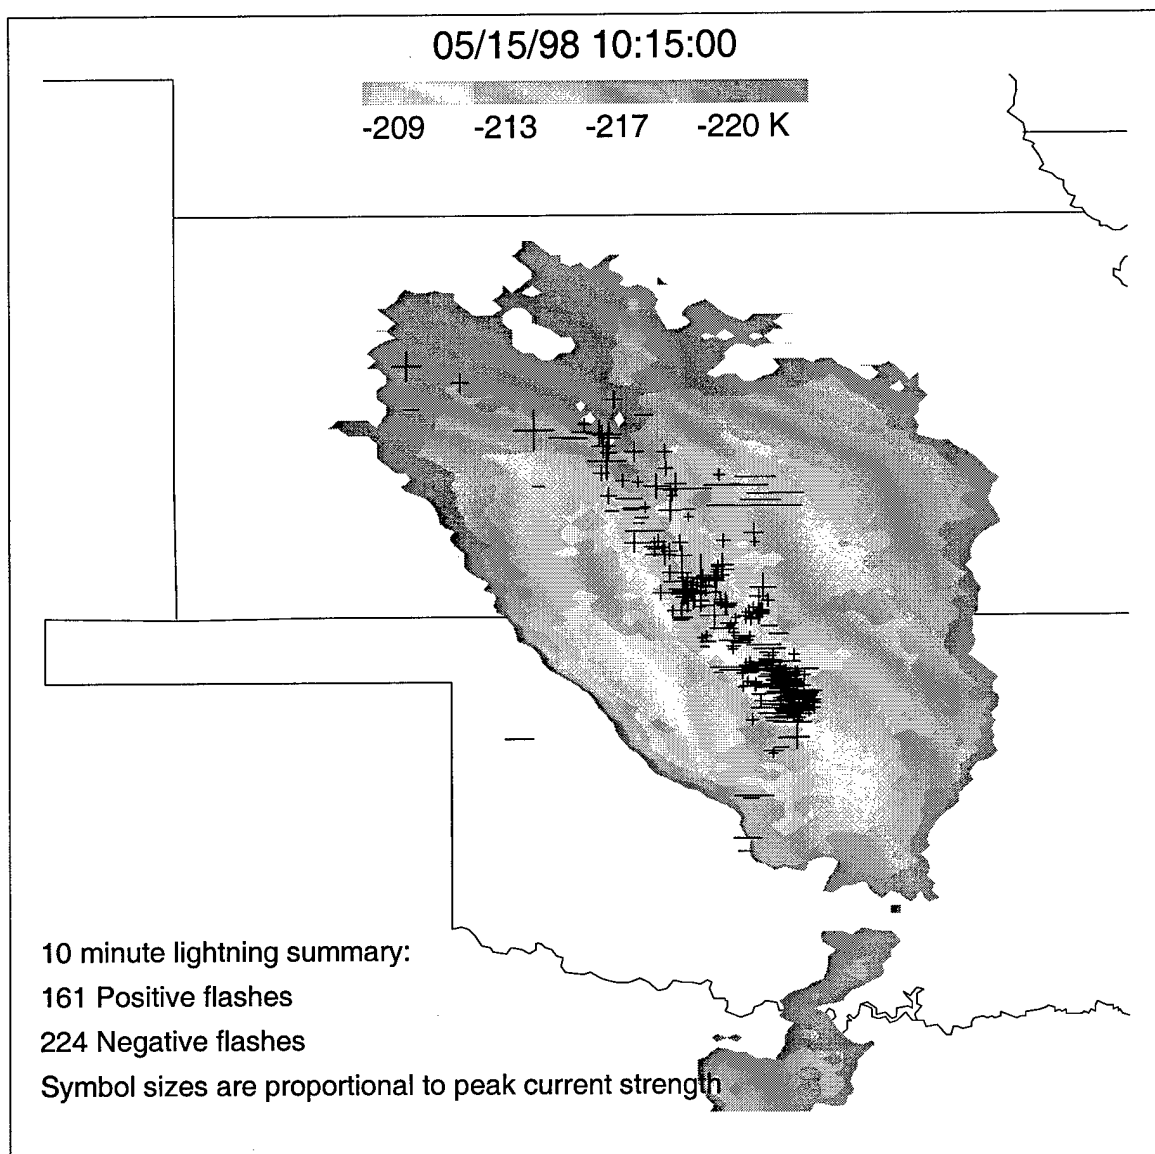 05/15/98 10:15:00
-209 -213 -217 -220 K
10 minute lightning summary:
161 Positive flashes
224 Negative flashes
Symbol sizes are proportional to peak current strength